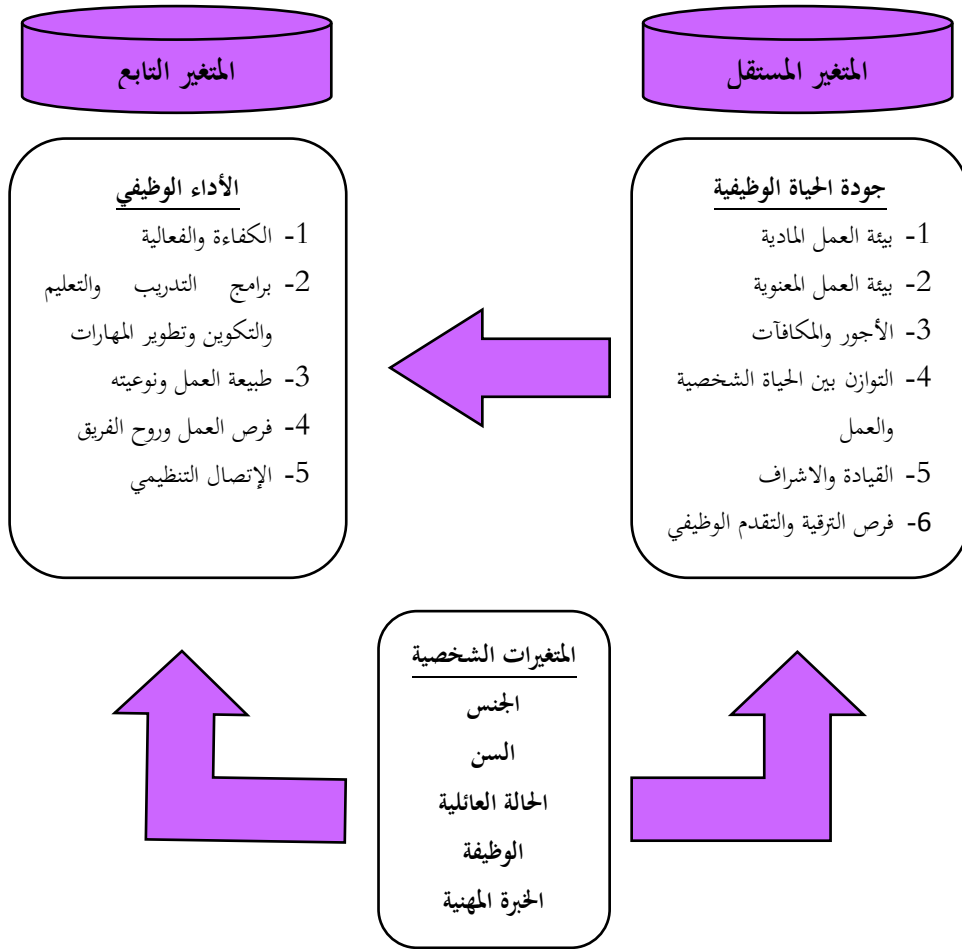 المتغير المستقل
المتغير التابع
جودة الحياة الوظيفية
1- بيئة العمل المادية
2- بيئة العمل المعنوية
3- الأجور والمكافآت
4- التوازن بين الحياة الشخصية
والعمل
5- القيادة والاشراف
6- فرص الترقية والتقدم الوظيفي
الأداء الوظيفي
1- الكفاءة والفعالية
2- برامج التدريب والتعليم
والتكوين وتطوير المهارات
3- طبيعة العمل ونوعيته
4- فرص العمل وروح الفريق
5- الإتصال التنظيمي
المتغيرات الشخصية
الجنس
السن
الحالة العائلية
الوظيفة
الخبرة المهنية